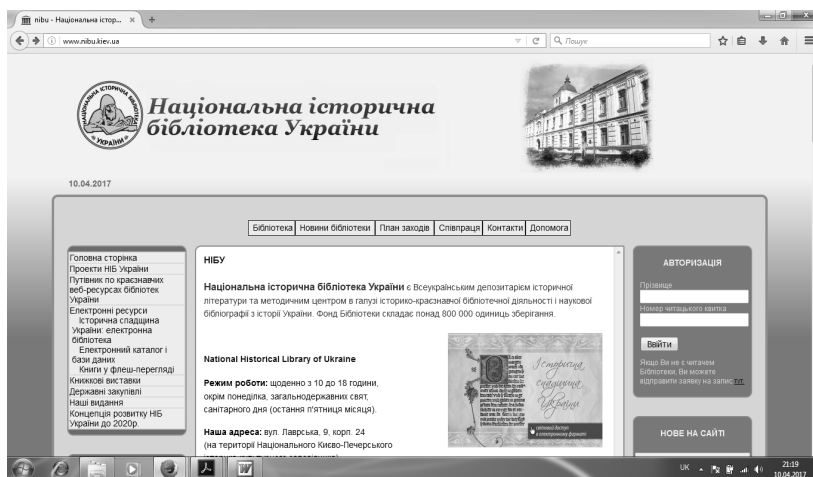 nibu - Національна істор...
www.nibu.kiev.ua
Пошук
НАЦІОНАЛЬНА ІСТОРИЧНА БІБЛІОТЕКА
УКРАЇНИ
Національна історична
бібліотека України
10.04.2017
Бібліотека Новини бібліотеки План заходів Співпраця Контакти Допомога
Головна сторінка
Проекти НІБ України
Путівник по краєзнавчих
веб-ресурсах бібліотек
України
Електронні ресурси
Історична спадщина
України: електронна
бібліотека
Електронний каталог і
бази даних
Книги у флеш-перегляді
Книжкові виставки
Державні закупівлі
Наші видання
Концепція розвитку НІБ
України до 2020р.
НІБУ
Національна історична бібліотека України є Всеукраїнським депозитарієм історичної
літератури та методичним центром в галузі історико-краєзнавчої бібліотечної діяльності і наукової
бібліографії з історії України. Фонд Бібліотеки складає понад 800 000 одиниць зберігання.
National Historical Library of Ukraine
Режим роботи: щоденно з 10 до 18 години,
окрім понеділка, загальнодержавних свят,
санітарного дня (остання п'ятниця місяця).
Наша адреса: вул. Лаврська, 9, корп. 24
(на території Національного Києво-Печерського
Історична
спадщина
України
світовий доступ
в електронному форматі
АВТОРИЗАЦІЯ
Прізвище
Номер читацького квитка
Ввійти
Якщо Ви не є читачем
Бібліотеки, Ви можете
відправити заявку на запис тут.
НОВЕ НА САЙТІ
UK
21:19
10.04.2017